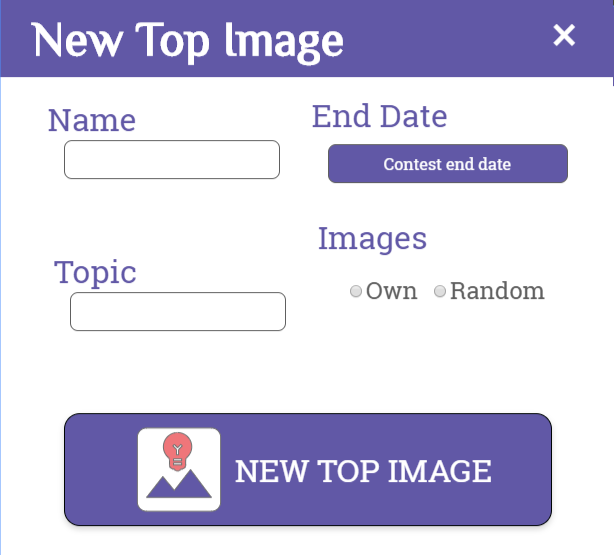 New Top Image
Name
End Date
Contest end date
Images
Topic
Own Random
NEW TOP IMAGE